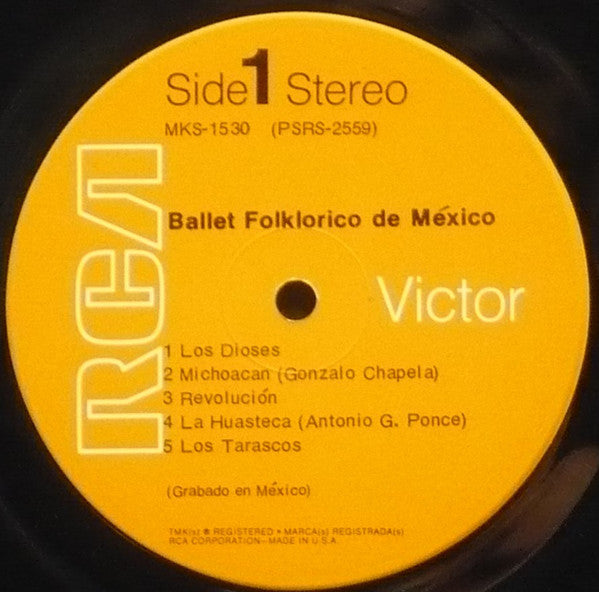 Side 1 Stereo
MKS-1530 (PSRS-2559)
Ballet Folklorico de México
RCA
Victor
1 Los Dioses
2 Michoacan (Gonzalo Chapela)
3 Revolución
4 La Huasteca (Antonio G. Ponce)
5 Los Tarascos
(Grabado en México)
TMK(s) ® REGISTERED • MARCA(s) REGISTRADA(s)
RCA CORPORATION—MADE IN U.S.A.